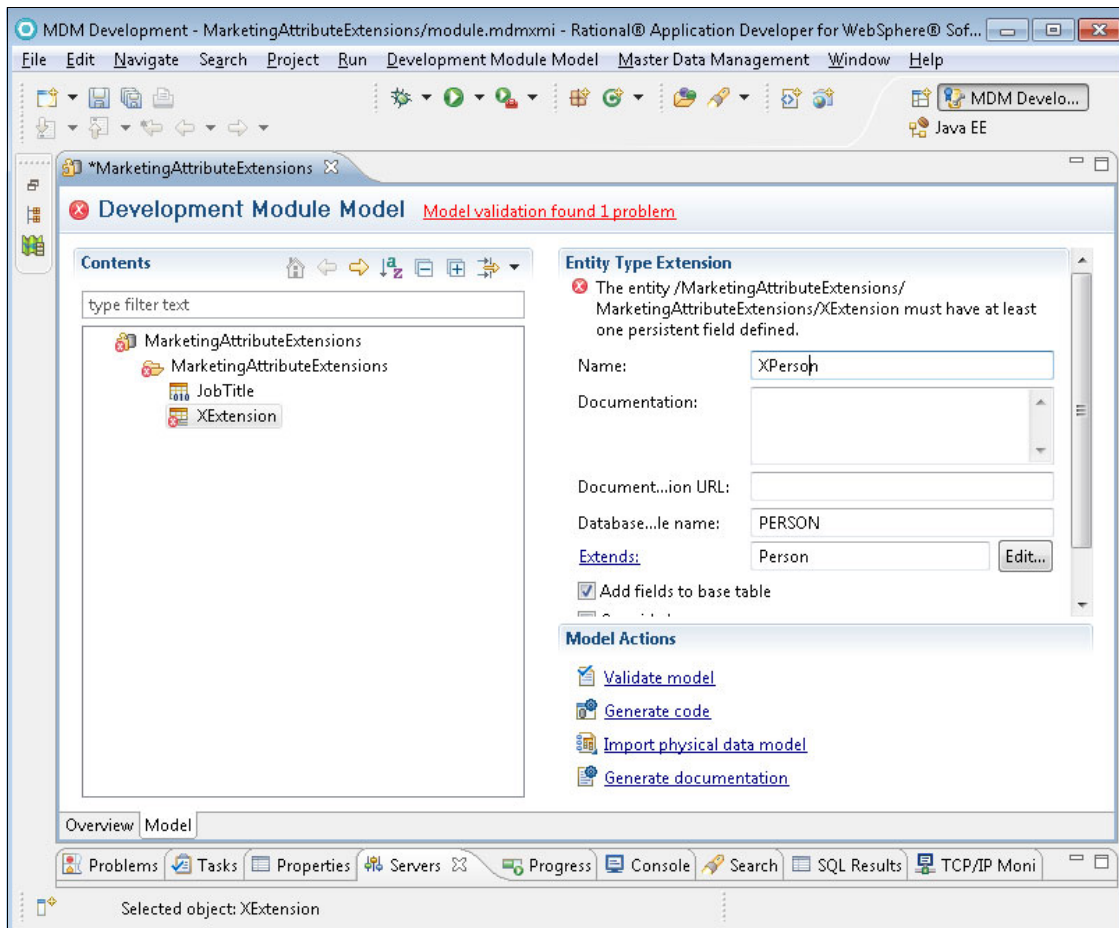 MDM Development - MarketingAttributeExtensions/module.mdmxmi - Rational® Application Developer for WebSphere® Sof...
File Edit Navigate Search Project Run Development Module Model Master Data Management Window Help
MDM Develo...
Java EE
*MarketingAttributeExtensions
Development Module Model Model validation found 1 problem
Contents
type filter text
MarketingAttributeExtensions
MarketingAttributeExtensions
JobTitle
XExtension
Entity Type Extension
The entity /MarketingAttributeExtensions/
MarketingAttributeExtensions/XExtension must have at least
one persistent field defined.
Name: XPerson
Documentation:
Document...ion URL:
Database...le name: PERSON
Extends: Person Edit...
Add fields to base table
Model Actions
Validate model
Generate code
Import physical data model
Generate documentation
Overview Model
Problems Tasks Properties Servers Progress Console Search SQL Results TCP/IP Moni
Selected object: XExtension